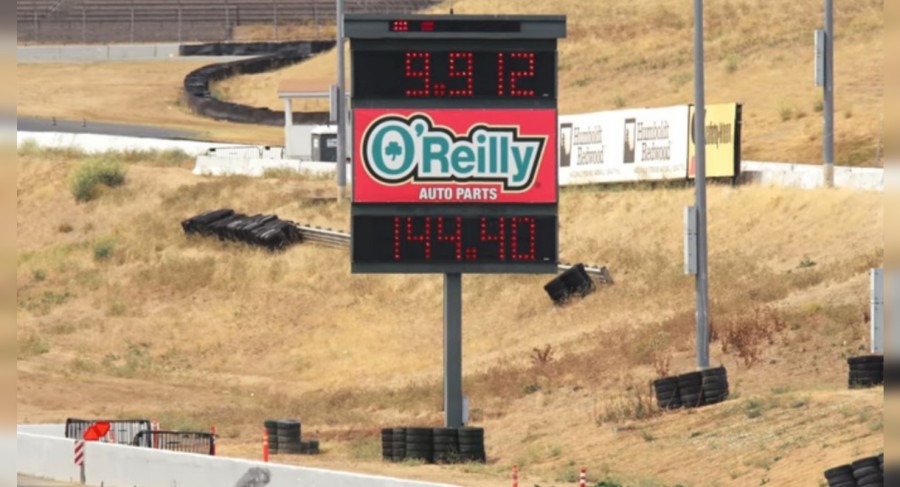 9.912
O'Reilly
AUTO PARTS
144.40
Humboldt
Redwood
Humboldt
Redwood